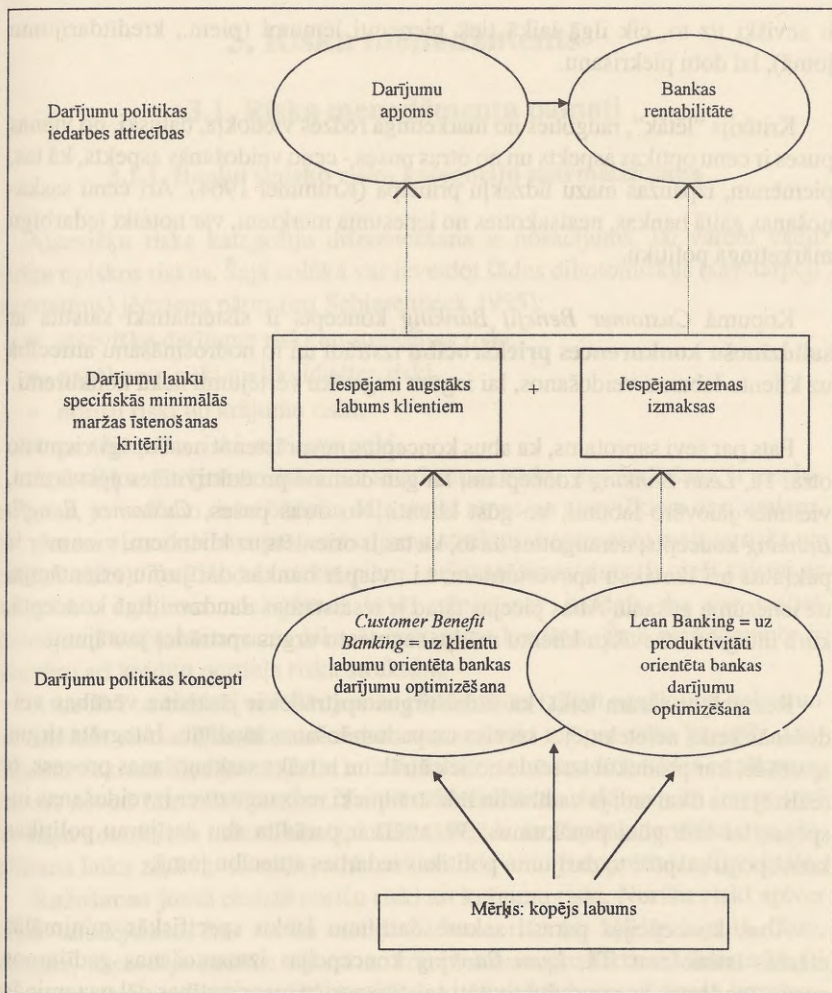 Darījumu politikas
iedarbes attiecības
Darījumu
apjoms
Bankas
rentabilitāte
Darījumu laukam
specifiskās minimālās
maržas īstenošanas
kritēriji
Iespējami augstāks
labums klientiem
+
Iespējami zemas
izmaksas
Darījumu politikas koncepti
Customer Benefit
Banking = uz klientu
labumu orientēta bankas
darījumu optimizēšana
Lean Banking = uz
produktivitāti
orientēta bankas
darījumu
optimizēšana
Mērķis: kopējs labums